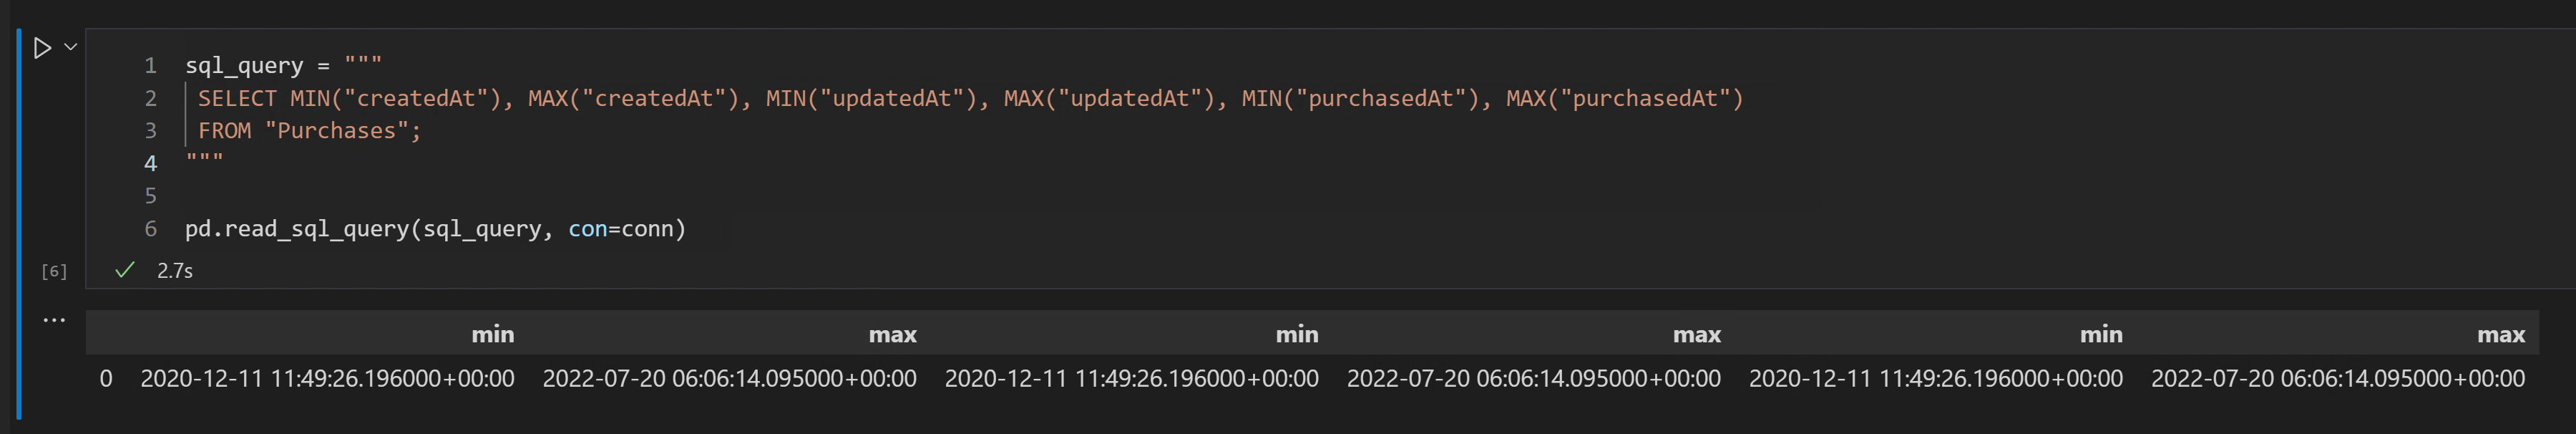 1 sql_query = """
2 SELECT MIN("createdAt"), MAX("createdAt"), MIN("updatedAt"), MAX("updatedAt"), MIN("purchasedAt"), MAX("purchasedAt")
3 FROM "Purchases";
4 """
5
6 pd.read_sql_query(sql_query, con=conn)
[6] 2.7s
min max min max min max
0 2020-12-11 11:49:26.196000+00:00 2022-07-20 06:06:14.095000+00:00 2020-12-11 11:49:26.196000+00:00 2022-07-20 06:06:14.095000+00:00 2020-12-11 11:49:26.196000+00:00 2022-07-20 06:06:14.095000+00:00